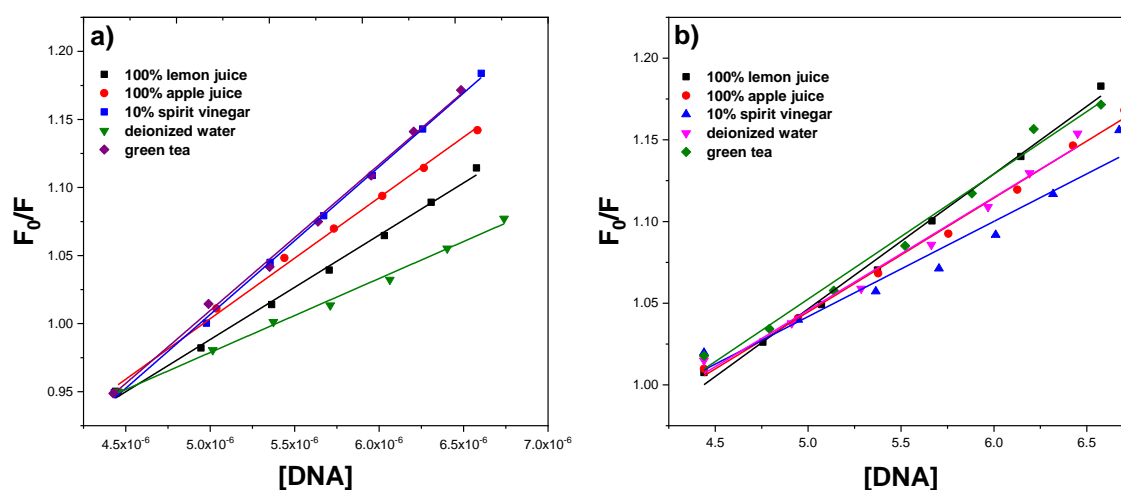 a)
100% lemon juice
100% apple juice
10% spirit vinegar
deionized water
green tea
F₀/F
1.20
1.15
1.10
1.05
1.00
0.95
4.5x10⁻⁶ 5.0x10⁻⁶ 5.5x10⁻⁶ 6.0x10⁻⁶ 6.5x10⁻⁶ 7.0x10⁻⁶
[DNA]
b)
100% lemon juice
100% apple juice
10% spirit vinegar
deionized water
green tea
F₀/F
1.20
1.15
1.10
1.05
1.00
4.5 5.0 5.5 6.0 6.5
[DNA]